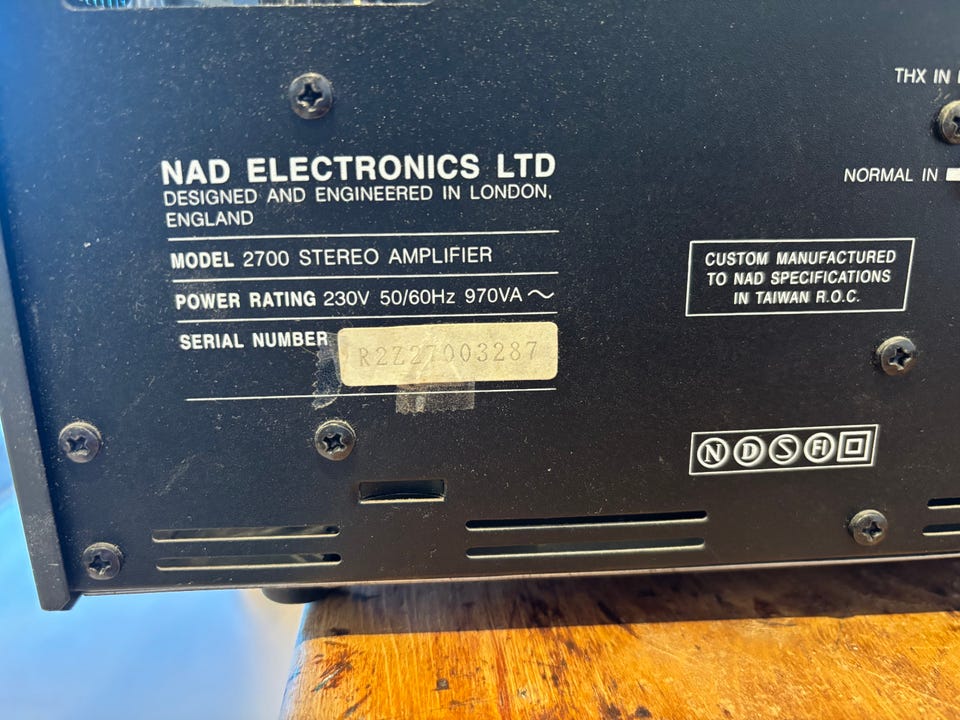 THX IN
NAD ELECTRONICS LTD
DESIGNED AND ENGINEERED IN LONDON,
ENGLAND
NORMAL IN
MODEL 2700 STEREO AMPLIFIER
POWER RATING 230V 50/60Hz 970VA ~
SERIAL NUMBER R2Z27003287
CUSTOM MANUFACTURED
TO NAD SPECIFICATIONS
IN TAIWAN R.O.C.
N D S FI